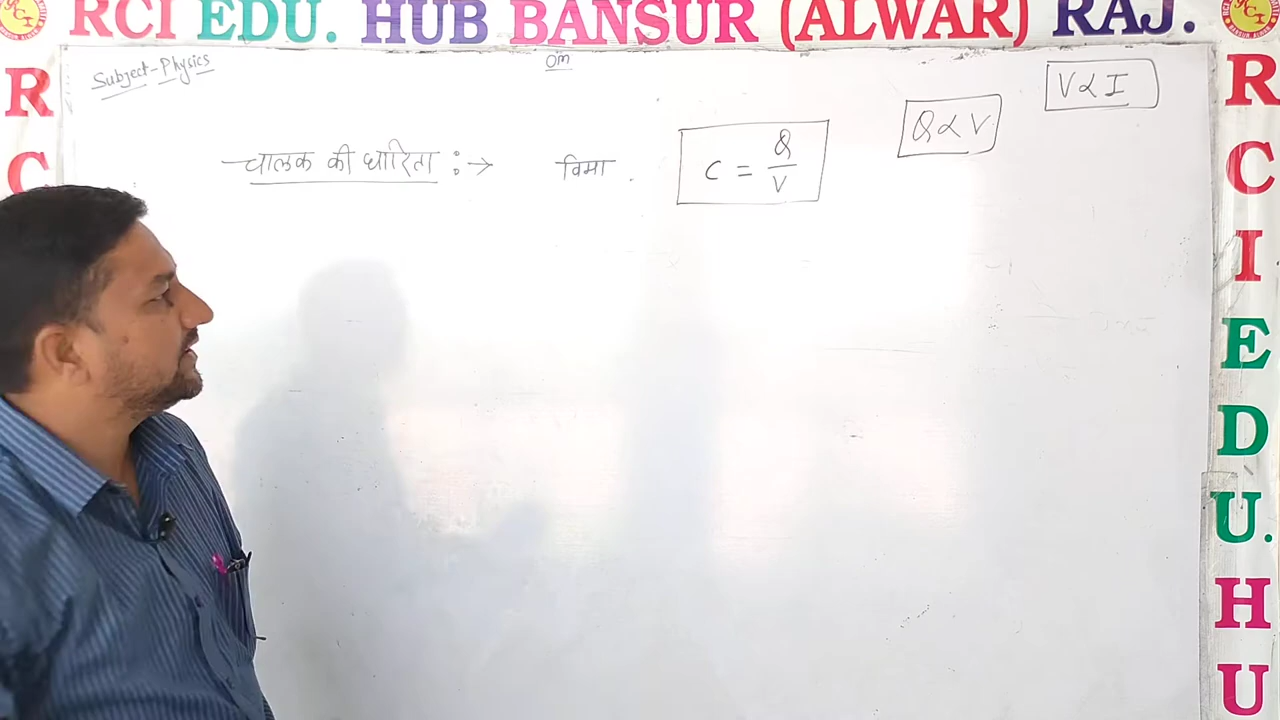 RCI EDU. HUB BANSUR (ALWAR) RAJ.
Subject-Physics
om
V ∝ I
Q ∝ V
चालक की धारिता :→ विमा . C = Q/V
R
C
R
C
I
E
D
U.
H
U